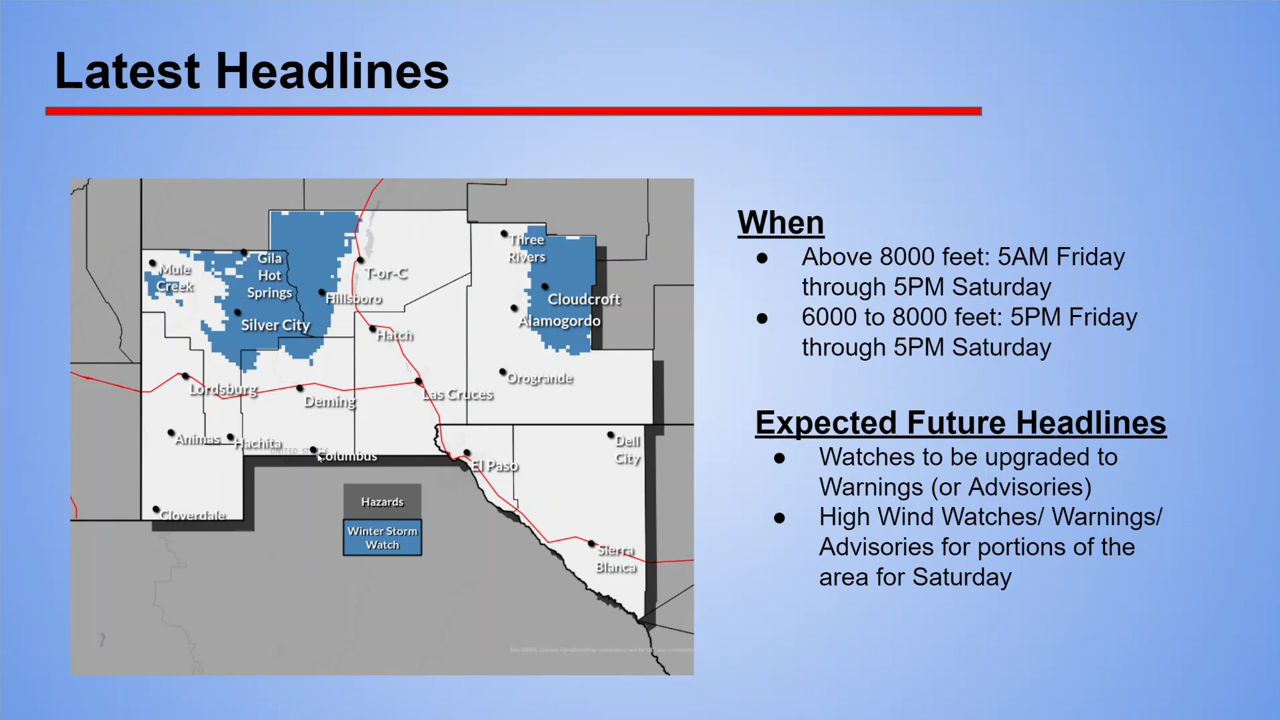 Latest Headlines
Three
Rivers
Gila
Hot
Springs
Mule
Creek
T-or-C
Hillsboro
Cloudcroft
Silver City
Alamogordo
Hatch
Orogrande
Lordsburg
Deming
Las Cruces
Animas
Hachita
Dell
City
UNITED
Columbus
El Paso
Cloverdale
Sierra
Blanca
Hazards
Winter Storm
Watch
When
● Above 8000 feet: 5AM Friday
through 5PM Saturday
● 6000 to 8000 feet: 5PM Friday
through 5PM Saturday
Expected Future Headlines
● Watches to be upgraded to
Warnings (or Advisories)
● High Wind Watches/ Warnings/
Advisories for portions of the
area for Saturday